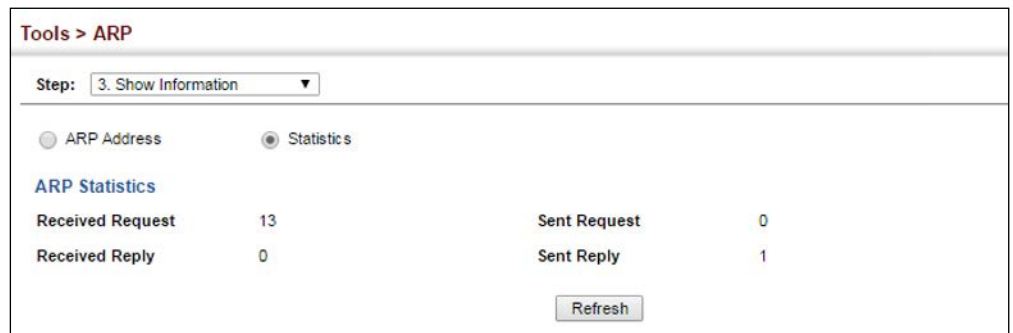 Tools > ARP
Step: 3. Show Information
ARP Address Statistics
ARP Statistics
Received Request 13 Sent Request 0
Received Reply 0 Sent Reply 1
Refresh